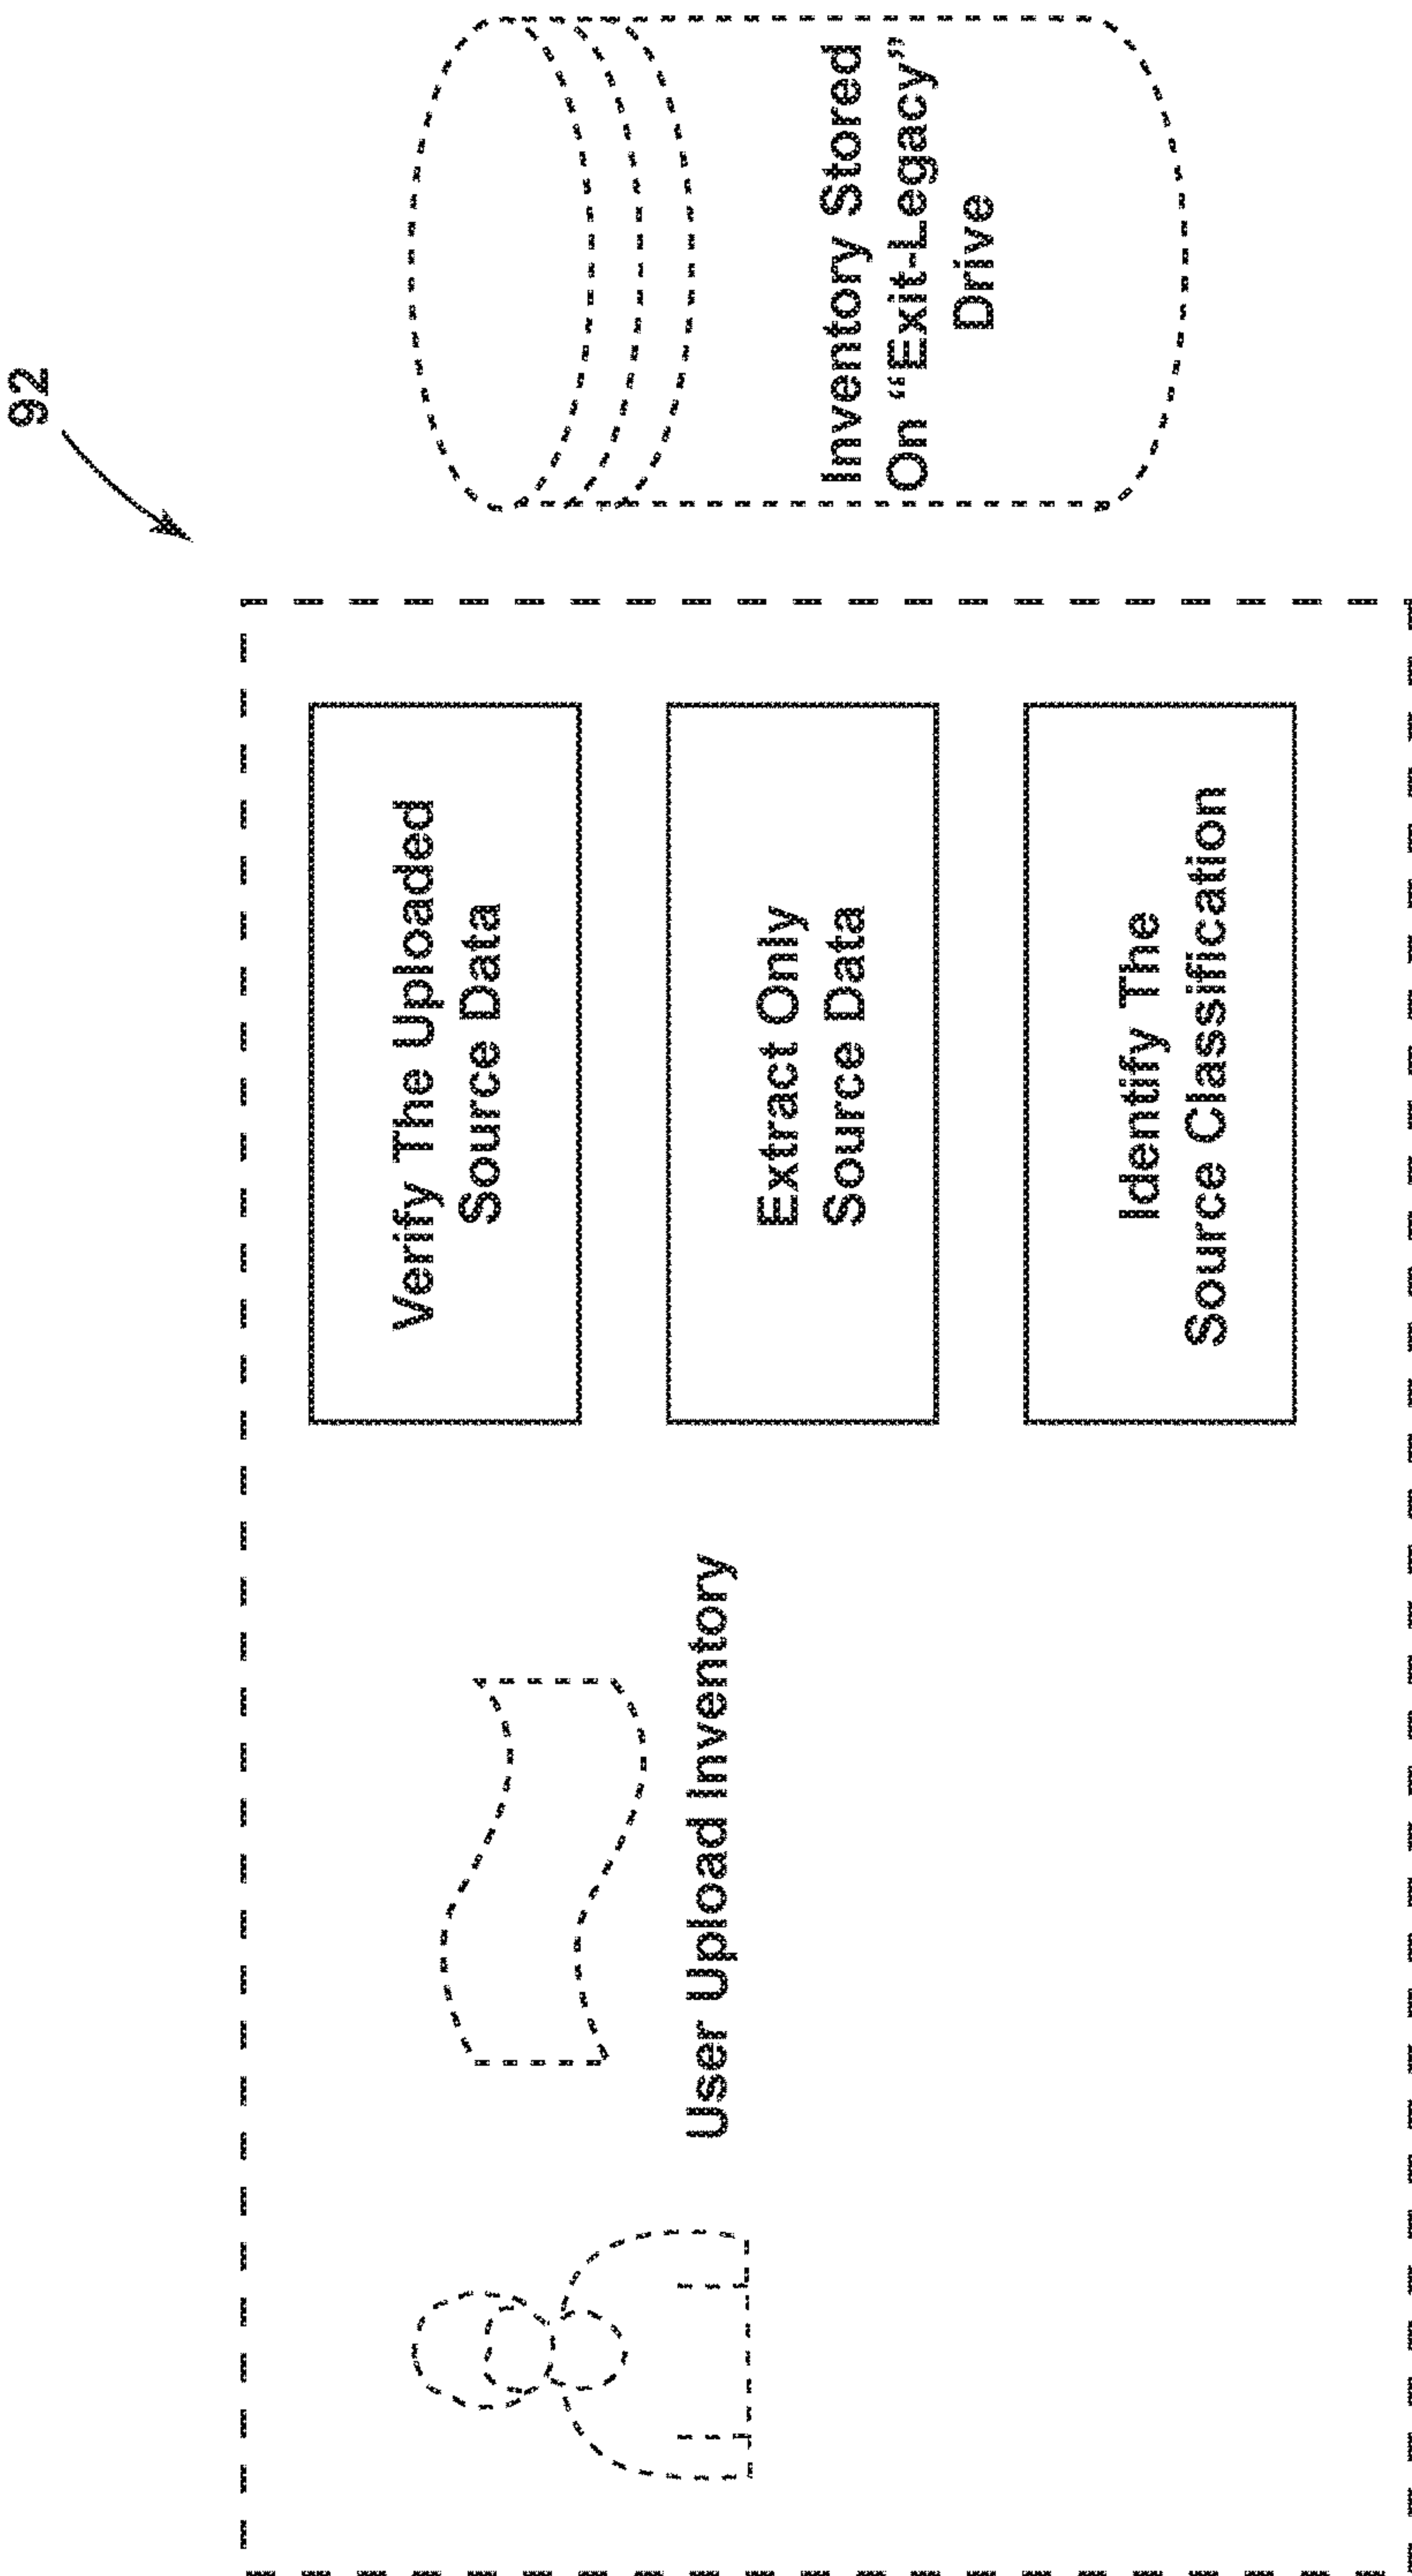 92
User Upload Inventory
Verify The Uploaded
Source Data
Extract Only
Source Data
Identify The
Source Classification
Inventory Stored
On “Exit-Legacy”
Drive